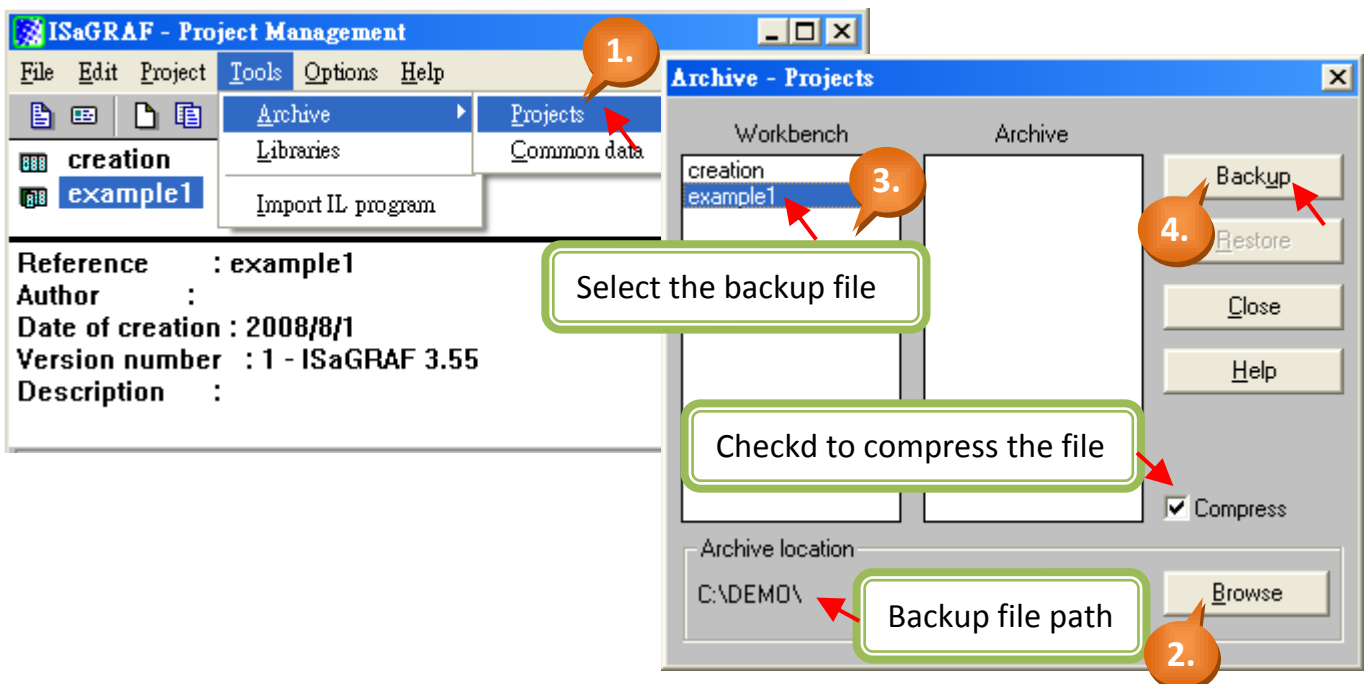 ISaGRAF - Project Management
File Edit Project Tools Options Help
1.
Archive
Projects
Libraries
Common data
Import IL program
creation
example1
Reference : example1
Author :
Date of creation : 2008/8/1
Version number : 1 - ISaGRAF 3.55
Description :
Archive - Projects
Workbench
Archive
creation
example1
3.
Select the backup file
Backup
4.
Restore
Close
Help
Checkd to compress the file
Compress
Archive location
C:\DEMO\
Backup file path
Browse
2.